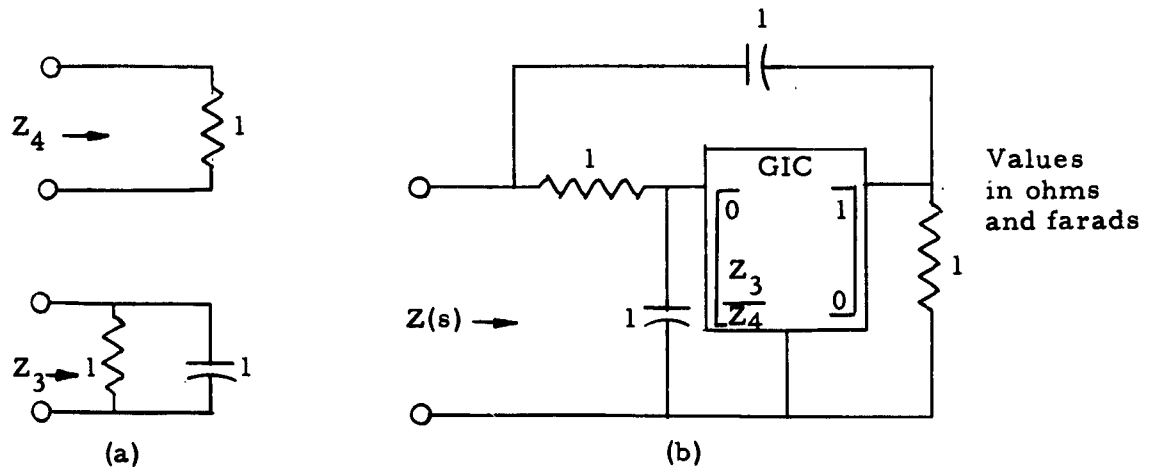 Z4
1
Z3
1
1
(a)
1
1
GIC
0 1
Z3
Z4
0
1
1
Z(s)
(b)
Values
in ohms
and farads